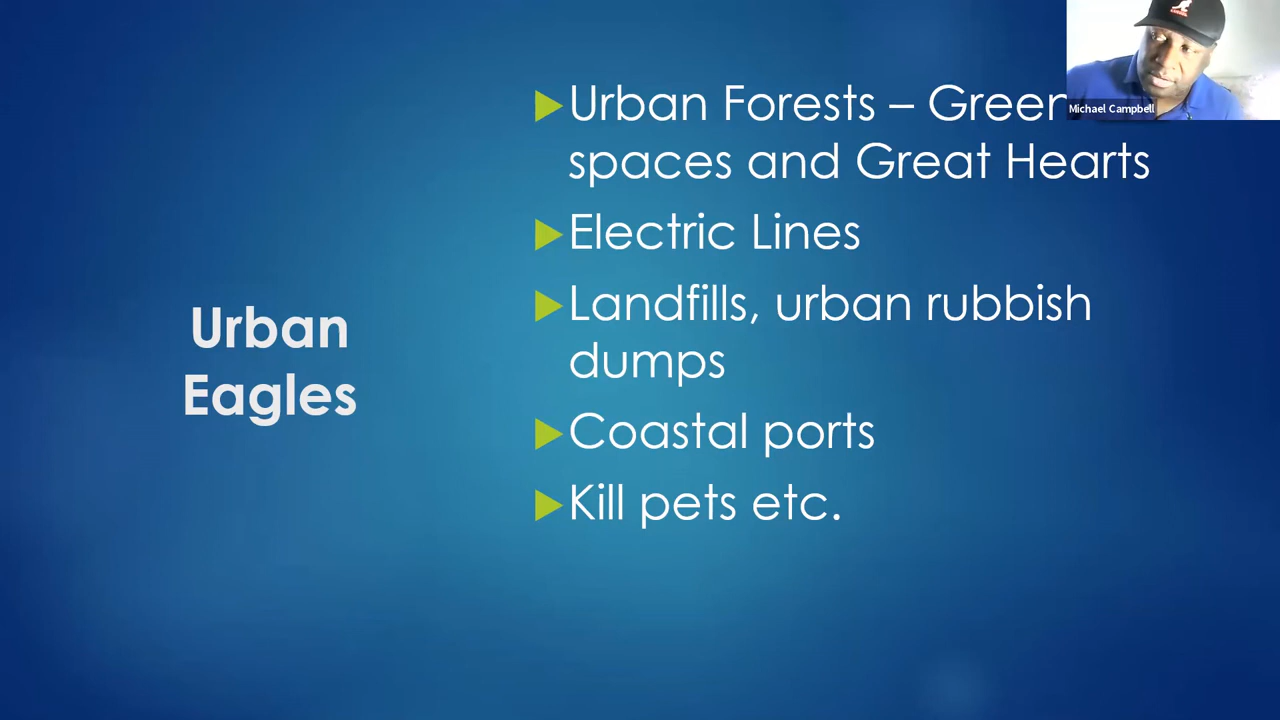 Urban Forests – Green
spaces and Great Hearts
Electric Lines
Landfills, urban rubbish
dumps
Coastal ports
Kill pets etc.
Urban
Eagles
Michael Campbell